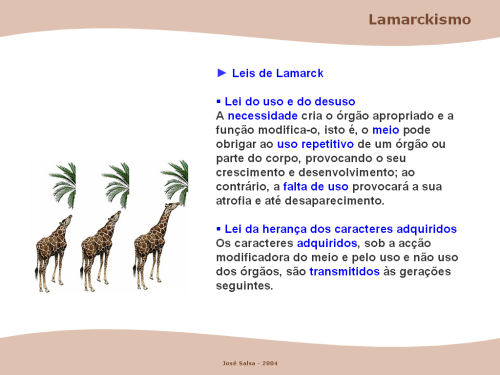 Lamarckismo
► Leis de Lamarck
▪ Lei do uso e do desuso
A necessidade cria o órgão apropriado e a
função modifica-o, isto é, o meio pode
obrigar ao uso repetitivo de um órgão ou
parte do corpo, provocando o seu
crescimento e desenvolvimento; ao
contrário, a falta de uso provocará a sua
atrofia e até desaparecimento.
▪ Lei da herança dos caracteres adquiridos
Os caracteres adquiridos, sob a acção
modificadora do meio e pelo uso e não uso
dos órgãos, são transmitidos às gerações
seguintes.
José Salsa - 2004